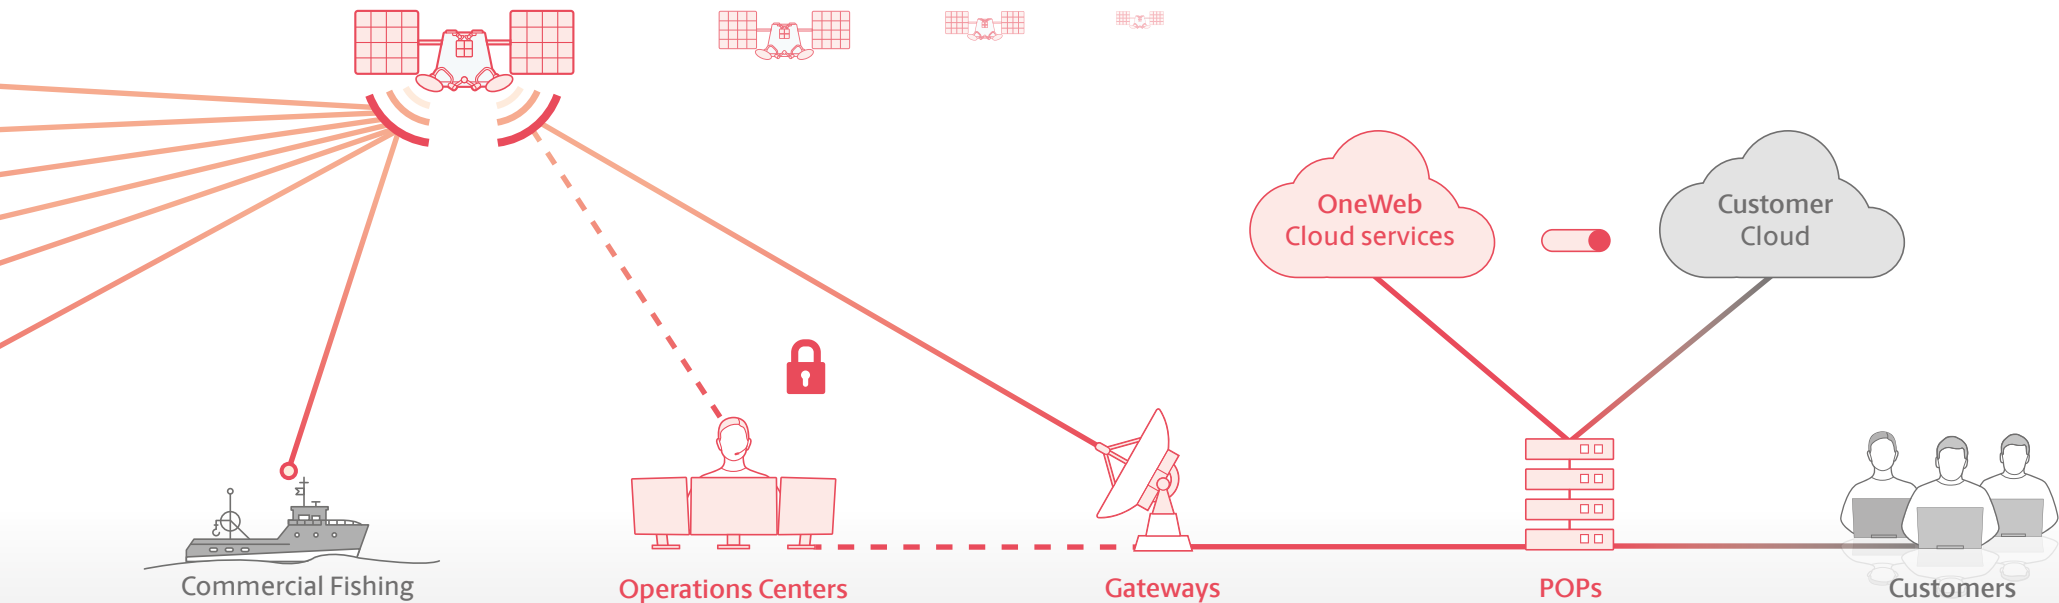 OneWeb
Cloud services
Customer
Cloud
Commercial Fishing
Operations Centers
Gateways
POPs
Customers